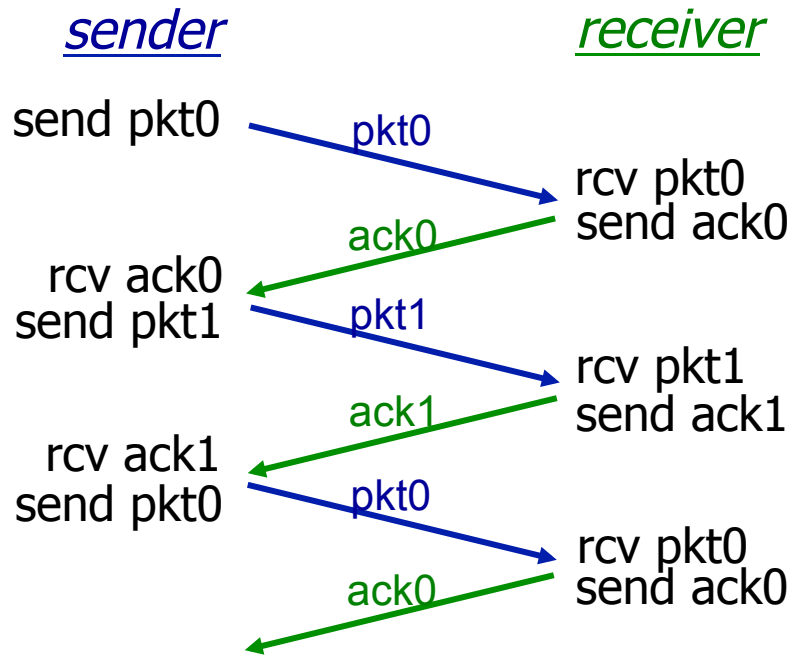 sender
receiver
send pkt0
pkt0
rcv pkt0
send ack0
ack0
rcv ack0
send pkt1
pkt1
rcv pkt1
send ack1
ack1
rcv ack1
send pkt0
pkt0
rcv pkt0
send ack0
ack0